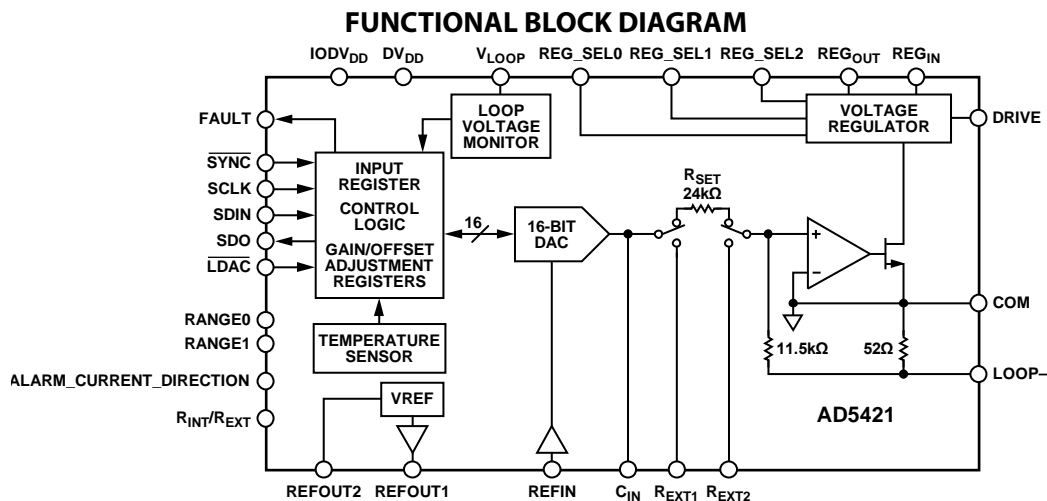 FUNCTIONAL BLOCK DIAGRAM
IODVDD
DVDD
VLOOP
REG_SEL0
REG_SEL1
REG_SEL2
REGOUT
REGIN
FAULT
SYNC
SCLK
SDIN
SDO
LDAC
RANGE0
RANGE1
ALARM_CURRENT_DIRECTION
RINT/REXT
LOOP
VOLTAGE
MONITOR
VOLTAGE
REGULATOR
DRIVE
INPUT
REGISTER
CONTROL
LOGIC
GAIN/OFFSET
ADJUSTMENT
REGISTERS
16
16-BIT
DAC
RSET
24kΩ
+
–
COM
11.5kΩ
52Ω
LOOP–
TEMPERATURE
SENSOR
VREF
AD5421
REFOUT2
REFOUT1
REFIN
CIN
REXT1
REXT2